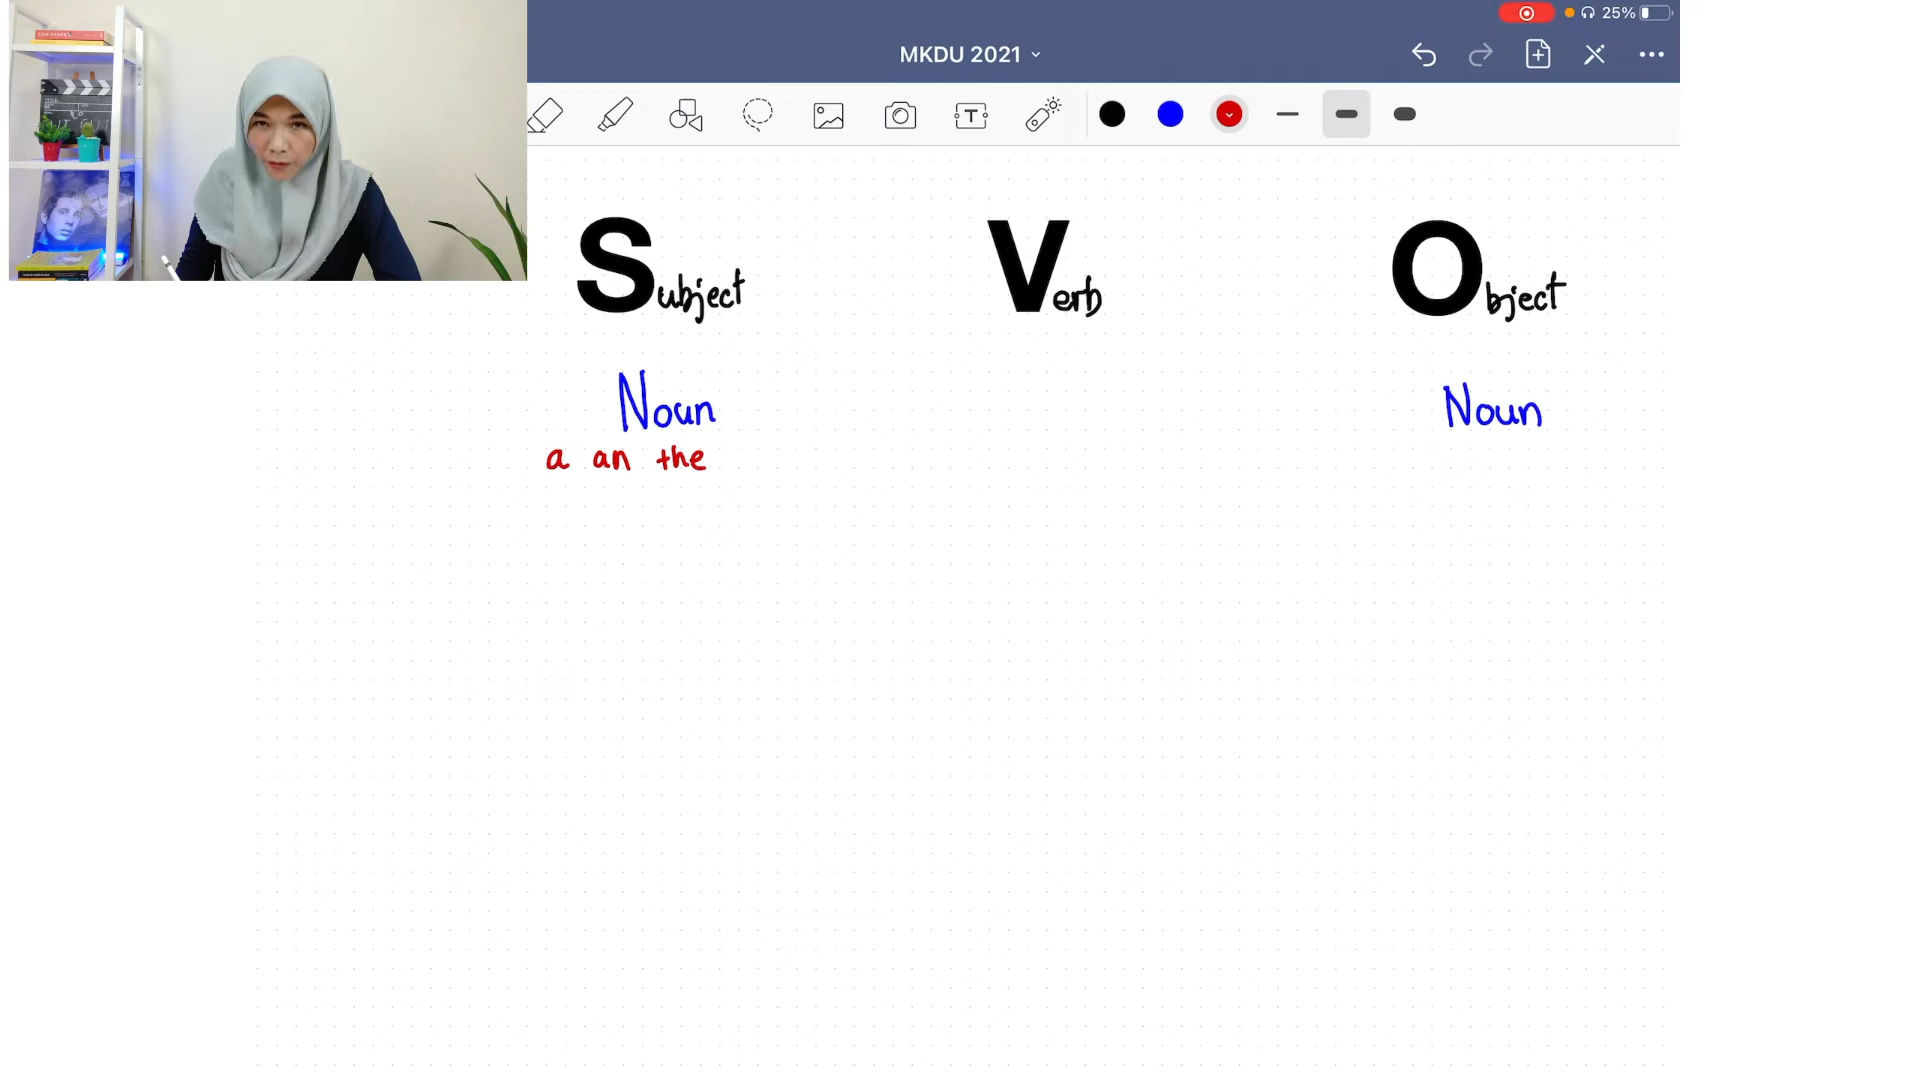 25%
MKDU 2021
T
Subject Verb Object
Noun Noun
a an the